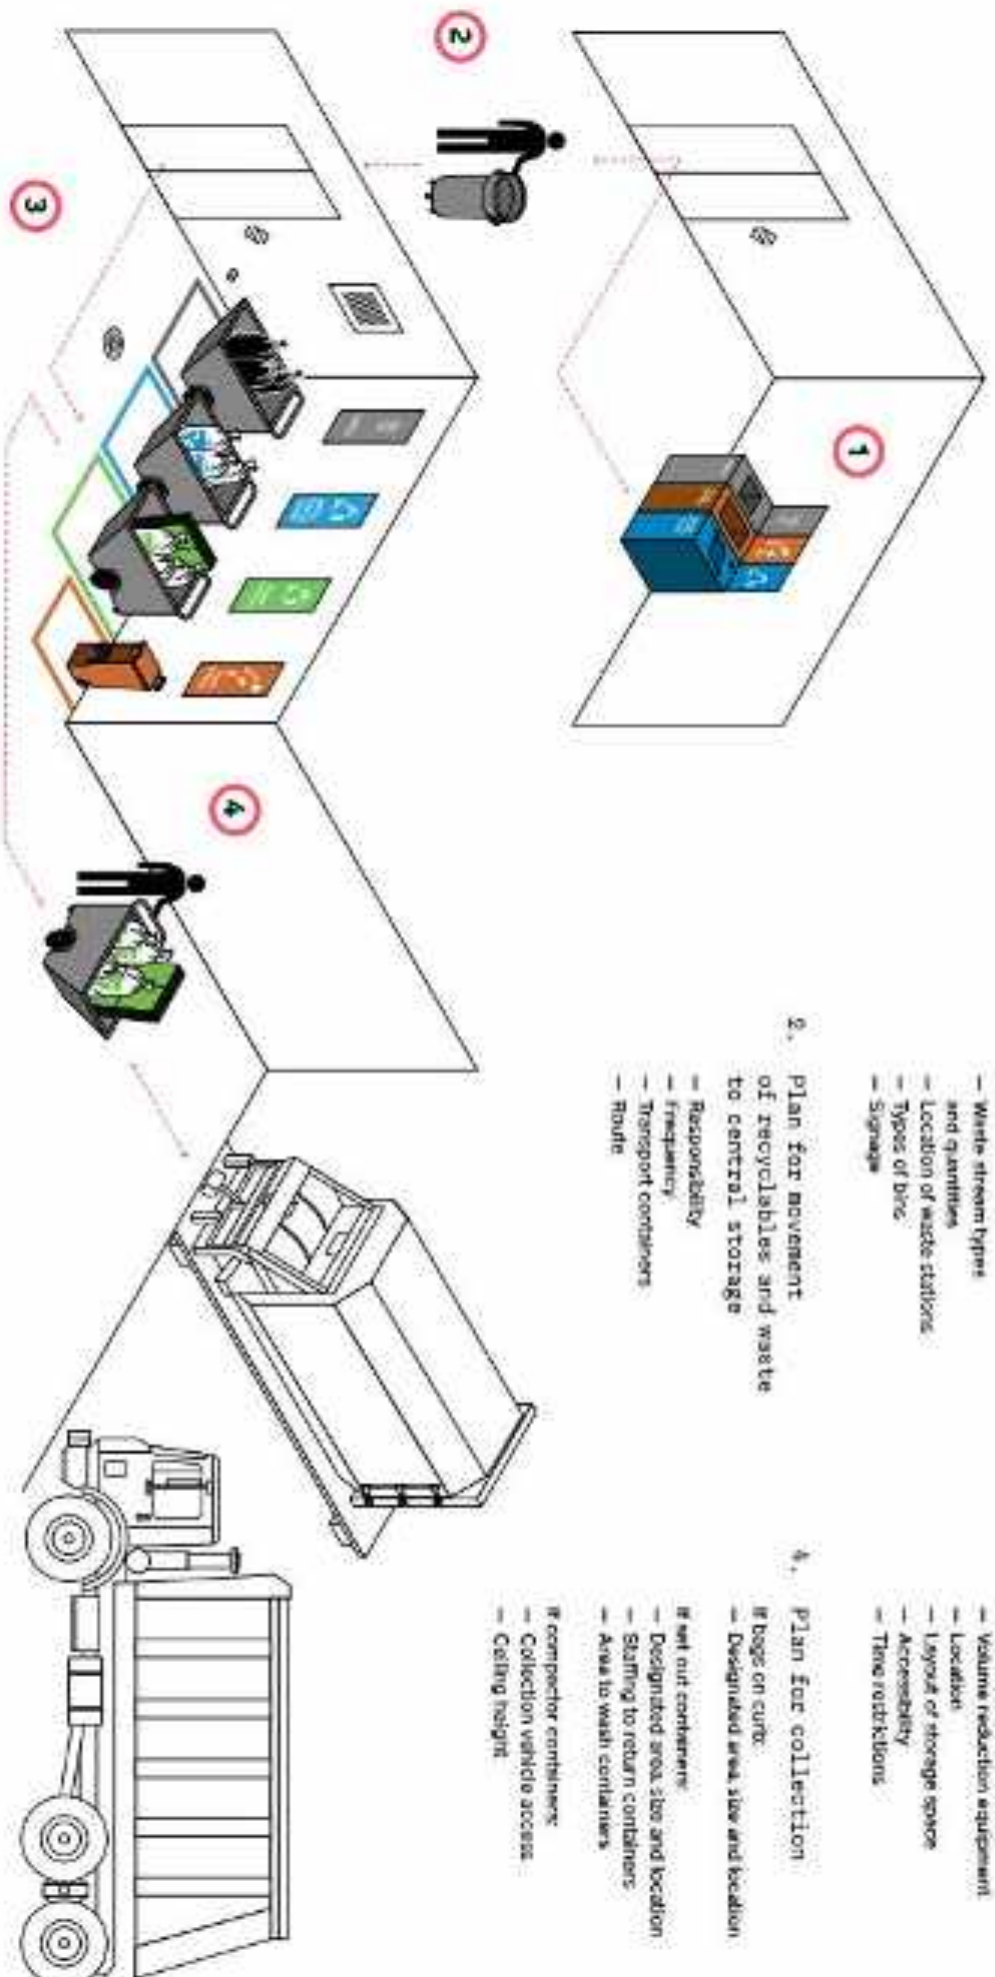 — Waste stream types
and quantities
— Location of waste stations
— Types of bins
— Signage
2. Plan for movement
of recyclables and waste
to central storage
— Responsibility
— Frequency
— Transport containers
— Route
— Volume reduction equipment
— Location
— Layout of storage space
— Accessibility
— Time restrictions
4. Plan for collection
If bags on curb:
— Designated area, size and location
If set out containers:
— Designated area, size and location
— Staffing to return containers
— Area to wash containers
If compactor containers:
— Collection vehicle access
— Ceiling height
1
2
3
4